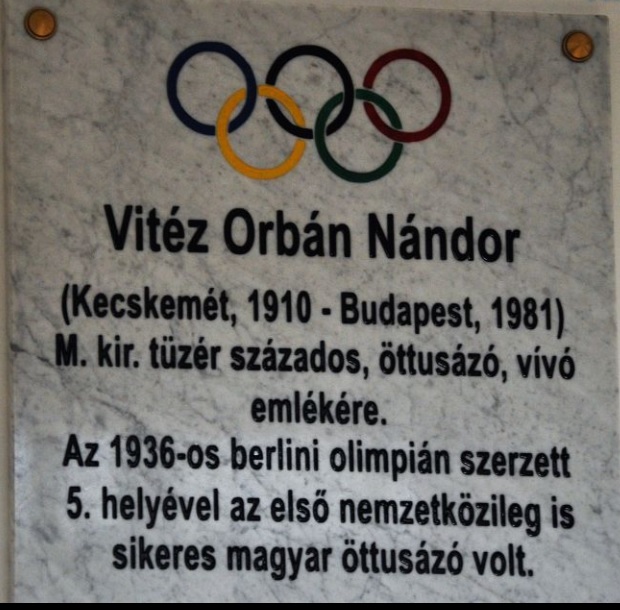 Vitéz Orbán Nándor
(Kecskemét, 1910 - Budapest, 1981)
M. kir. tüzér százados, öttusázó, vívó
emlékére.
Az 1936-os berlini olimpián szerzett
5. helyével az első nemzetközileg is
sikeres magyar öttusázó volt.